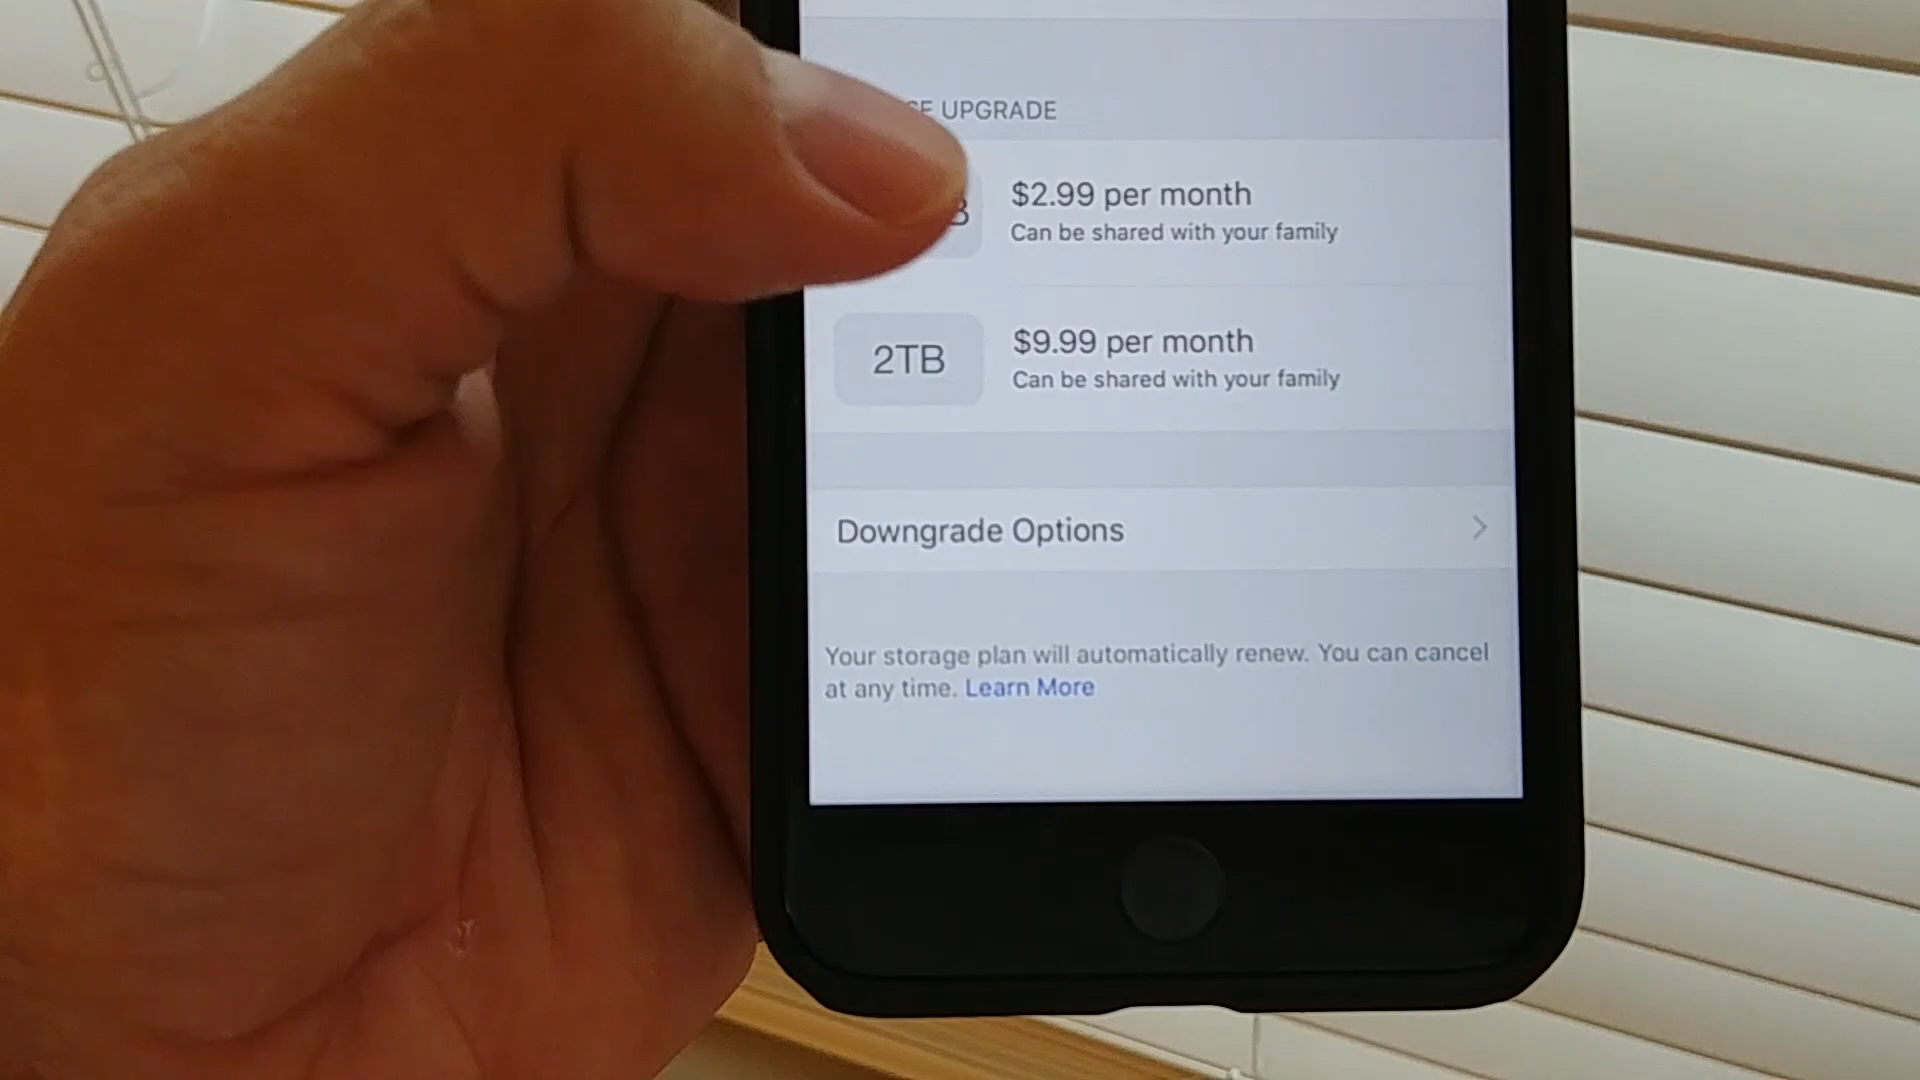 UPGRADE
$2.99 per month
Can be shared with your family
2TB
$9.99 per month
Can be shared with your family
Downgrade Options
Your storage plan will automatically renew. You can cancel
at any time. Learn More